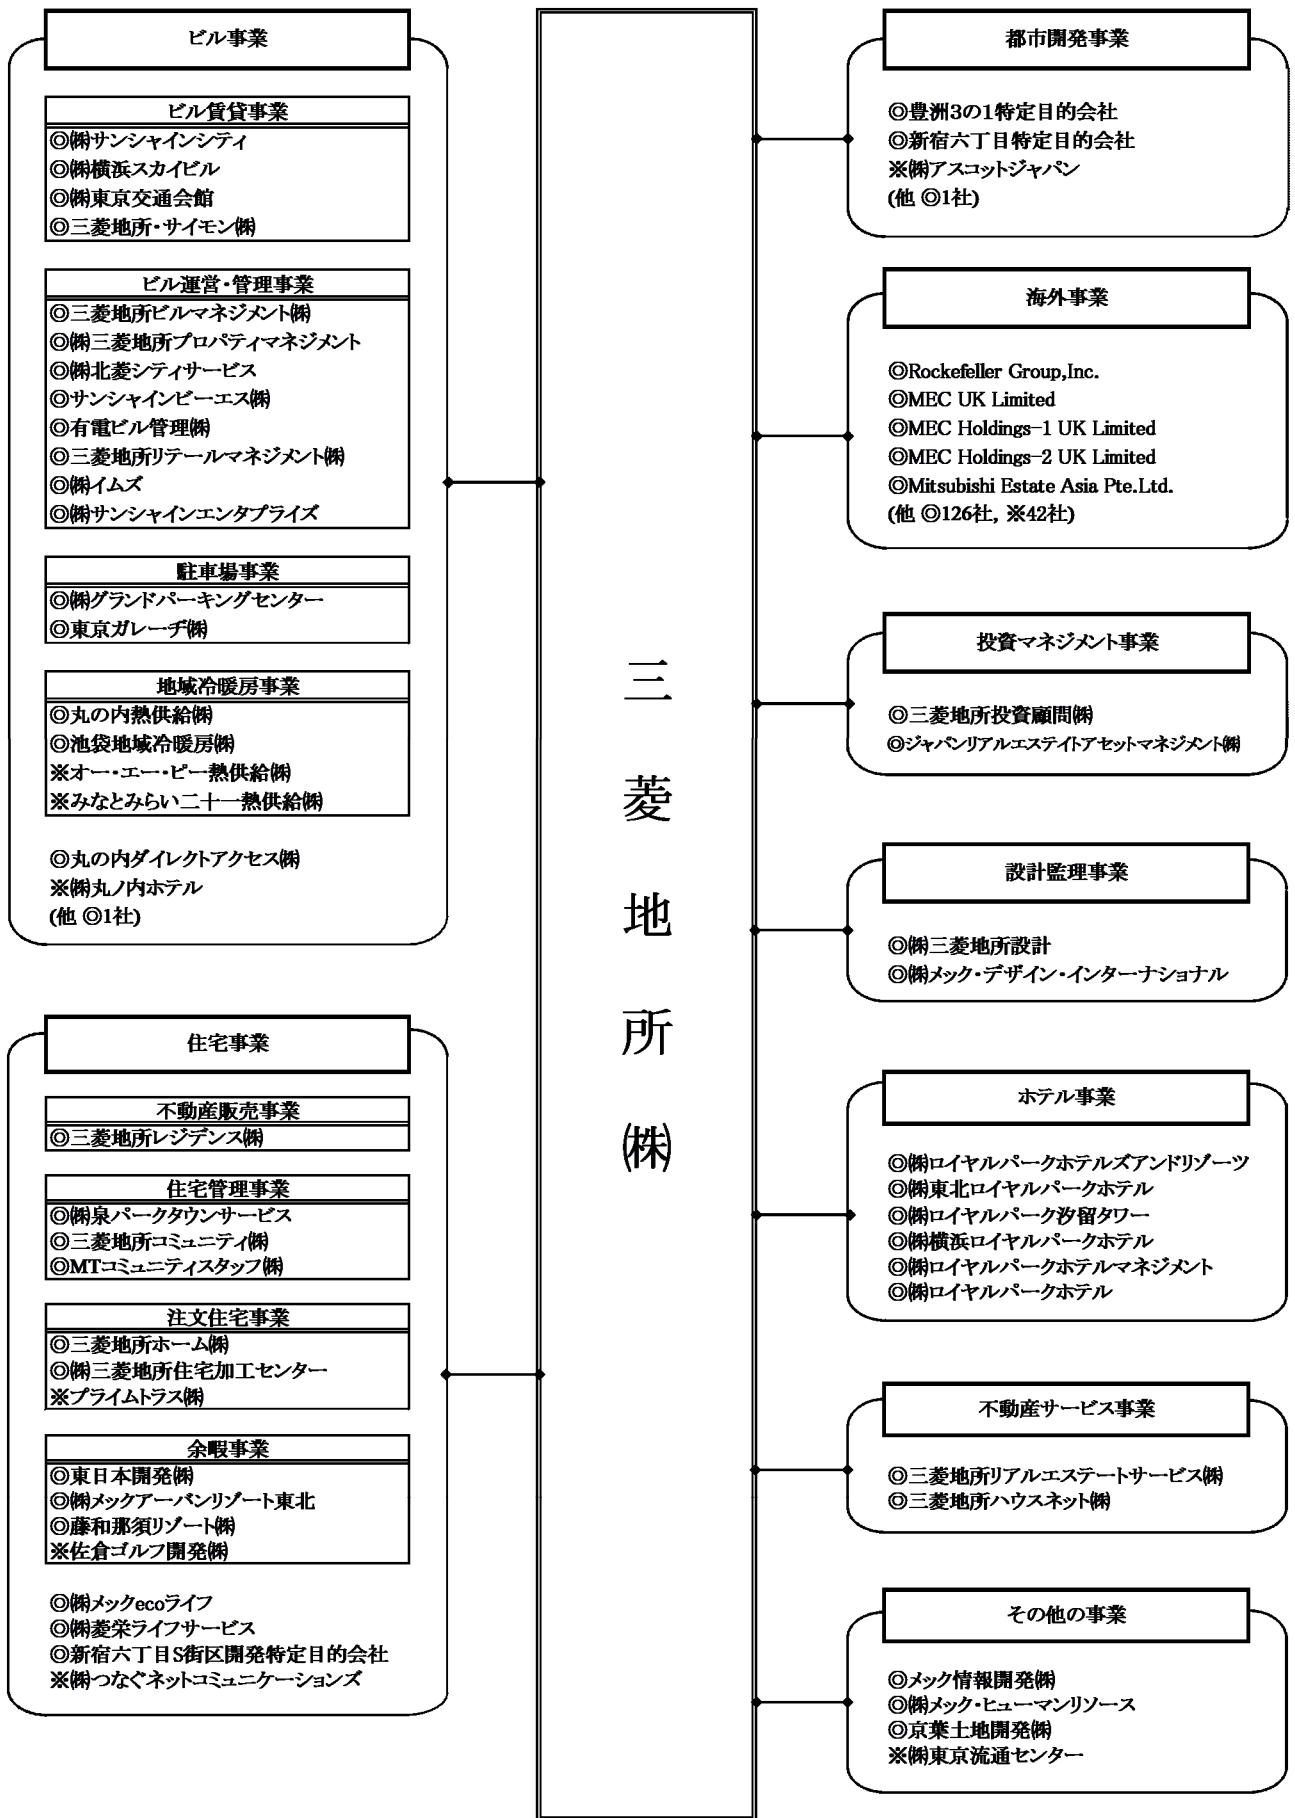 ビル事業
ビル賃貸事業
◎㈱サンシャインシティ
◎㈱横浜スカイビル
◎㈱東京交通会館
◎三菱地所・サイモン㈱
ビル運営・管理事業
◎三菱地所ビルマネジメント㈱
◎㈱三菱地所プロパティマネジメント
◎㈱北菱シティサービス
◎サンシャインビーエス㈱
◎有電ビル管理㈱
◎三菱地所リテールマネジメント㈱
◎㈱イムズ
◎㈱サンシャインエンタプライズ
駐車場事業
◎㈱グランドパーキングセンター
◎東京ガレーヂ㈱
地域冷暖房事業
◎丸の内熱供給㈱
◎池袋地域冷暖房㈱
※オー・エー・ピー熱供給㈱
※みなとみらい二十一熱供給㈱
◎丸の内ダイレクトアクセス㈱
※㈱丸ノ内ホテル
(他 ◎1社)
住宅事業
不動産販売事業
◎三菱地所レジデンス㈱
住宅管理事業
◎㈱泉パークタウンサービス
◎三菱地所コミュニティ㈱
◎MTコミュニティスタッフ㈱
注文住宅事業
◎三菱地所ホーム㈱
◎㈱三菱地所住宅加工センター
※プライムトラス㈱
余暇事業
◎東日本開発㈱
◎㈱メックアーバンリゾート東北
◎藤和那須リゾート㈱
※佐倉ゴルフ開発㈱
◎㈱メックecoライフ
◎㈱菱栄ライフサービス
◎新宿六丁目S街区開発特定目的会社
※㈱つなぐネットコミュニケーションズ
三菱地所㈱
都市開発事業
◎豊洲3の1特定目的会社
◎新宿六丁目特定目的会社
※㈱アスコットジャパン
(他 ◎1社)
海外事業
◎Rockefeller Group,Inc.
◎MEC UK Limited
◎MEC Holdings-1 UK Limited
◎MEC Holdings-2 UK Limited
◎Mitsubishi Estate Asia Pte.Ltd.
(他 ◎126社, ※42社)
投資マネジメント事業
◎三菱地所投資顧問㈱
◎ジャパンリアルエステイトアセットマネジメント㈱
設計監理事業
◎㈱三菱地所設計
◎㈱メック・デザイン・インターナショナル
ホテル事業
◎㈱ロイヤルパークホテルズアンドリゾーツ
◎㈱東北ロイヤルパークホテル
◎㈱ロイヤルパーク汐留タワー
◎㈱横浜ロイヤルパークホテル
◎㈱ロイヤルパークホテルマネジメント
◎㈱ロイヤルパークホテル
不動産サービス事業
◎三菱地所リアルエステートサービス㈱
◎三菱地所ハウスネット㈱
その他の事業
◎メック情報開発㈱
◎㈱メック・ヒューマンリソース
◎京葉土地開発㈱
※㈱東京流通センター